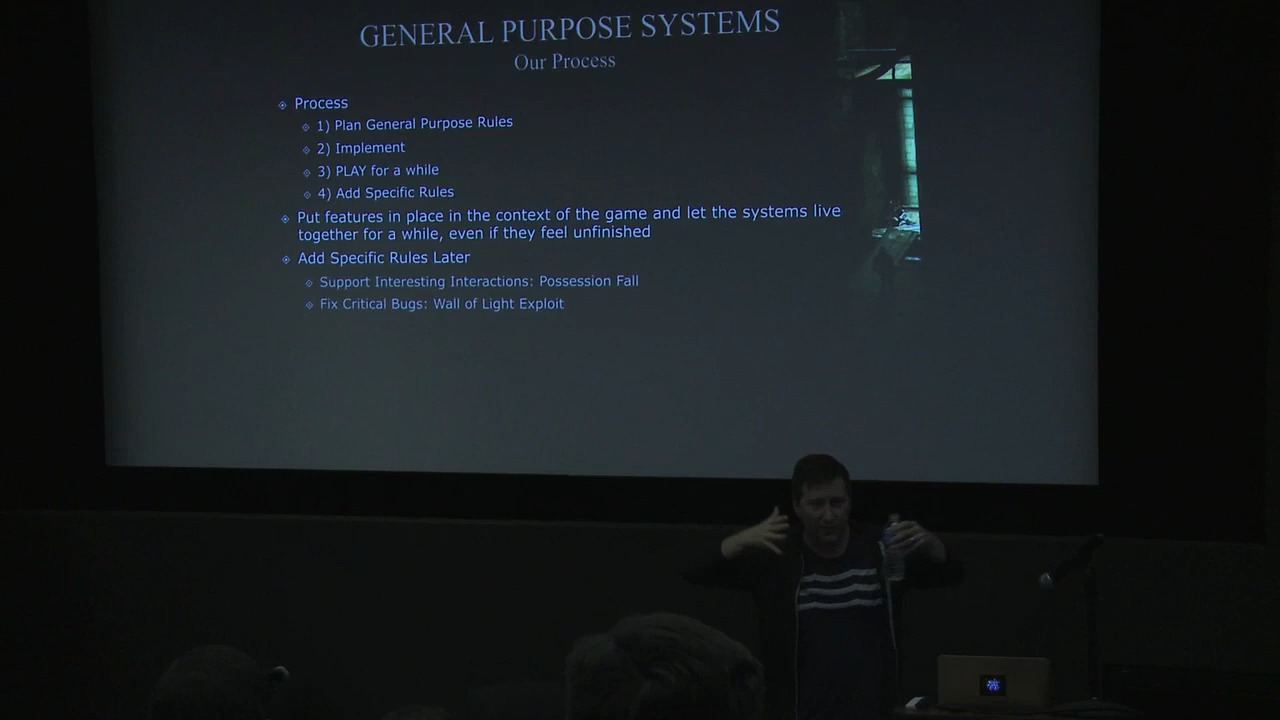 GENERAL PURPOSE SYSTEMS
Our Process
Process
1) Plan General Purpose Rules
2) Implement
3) PLAY for a while
4) Add Specific Rules
Put features in place in the context of the game and let the systems live
together for a while, even if they feel unfinished
Add Specific Rules Later
Support Interesting Interactions: Possession Fall
Fix Critical Bugs: Wall of Light Exploit